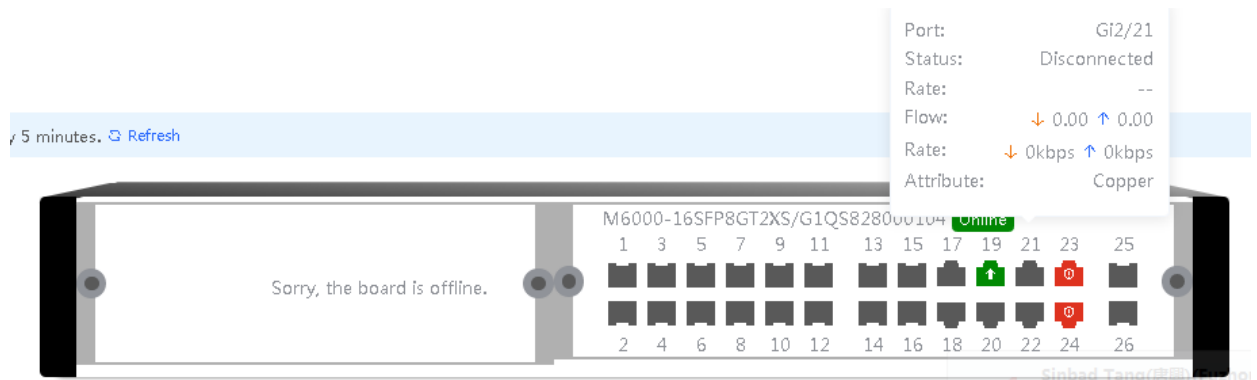 Port: Gi2/21
Status: Disconnected
Rate: --
Flow: ↓ 0.00 ↑ 0.00
y 5 minutes. Refresh
Rate: ↓ 0kbps ↑ 0kbps
Attribute: Copper
M6000-16SFP8GT2XS/G1QS828000104 Online
1 3 5 7 9 11 13 15 17 19 21 23 25
Sorry, the board is offline.
2 4 6 8 10 12 14 16 18 20 22 24 26
Sinbad Tang